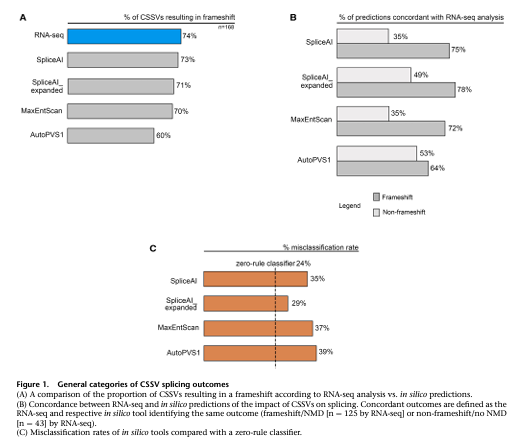 A
% of CSSVs resulting in frameshift
n=168
RNA-seq
74%
SpliceAI
73%
SpliceAI_
expanded
71%
MaxEntScan
70%
AutoPVS1
60%
B
% of predictions concordant with RNA-seq analysis
SpliceAI
35%
75%
SpliceAI_
expanded
49%
78%
MaxEntScan
35%
72%
AutoPVS1
53%
64%
Legend
Frameshift
Non-frameshift
C
% misclassification rate
zero-rule classifier 24%
SpliceAI
35%
SpliceAI_
expanded
29%
MaxEntScan
37%
AutoPVS1
39%
Figure 1. General categories of CSSV splicing outcomes
(A) A comparison of the proportion of CSSVs resulting in a frameshift according to RNA-seq analysis vs. in silico predictions.
(B) Concordance between RNA-seq and in silico predictions of the impact of CSSVs on splicing. Concordant outcomes are defined as the
RNA-seq and respective in silico tool identifying the same outcome (frameshift/NMD [n = 125 by RNA-seq] or non-frameshift/no NMD
[n = 43] by RNA-seq).
(C) Misclassification rates of in silico tools compared with a zero-rule classifier.